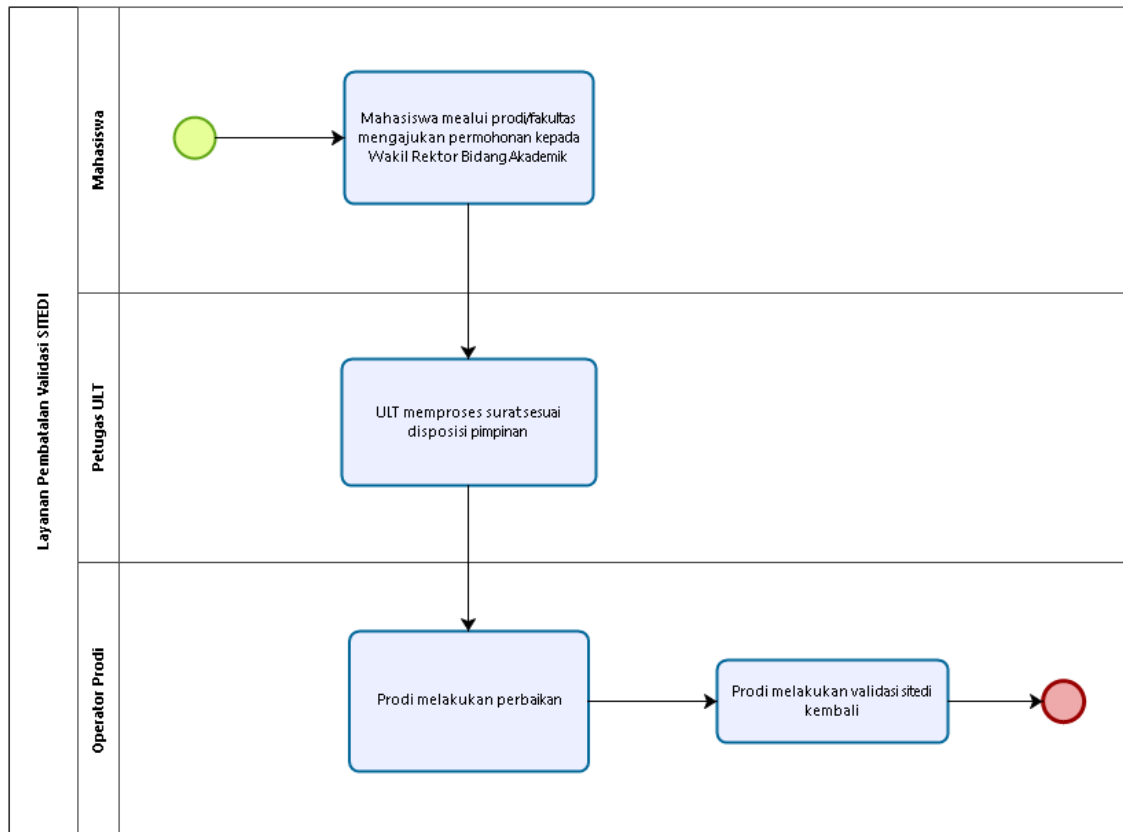 Layanan Pembatalan Validasi SITEDI
Mahasiswa
Mahasiswa mealui prodi/fakultas
mengajukan permohonan kepada
Wakil Rektor Bidang Akademik
Petugas ULT
ULT memproses surat sesuai
disposisi pimpinan
Operator Prodi
Prodi melakukan perbaikan
Prodi melakukan validasi sitedi
kembali